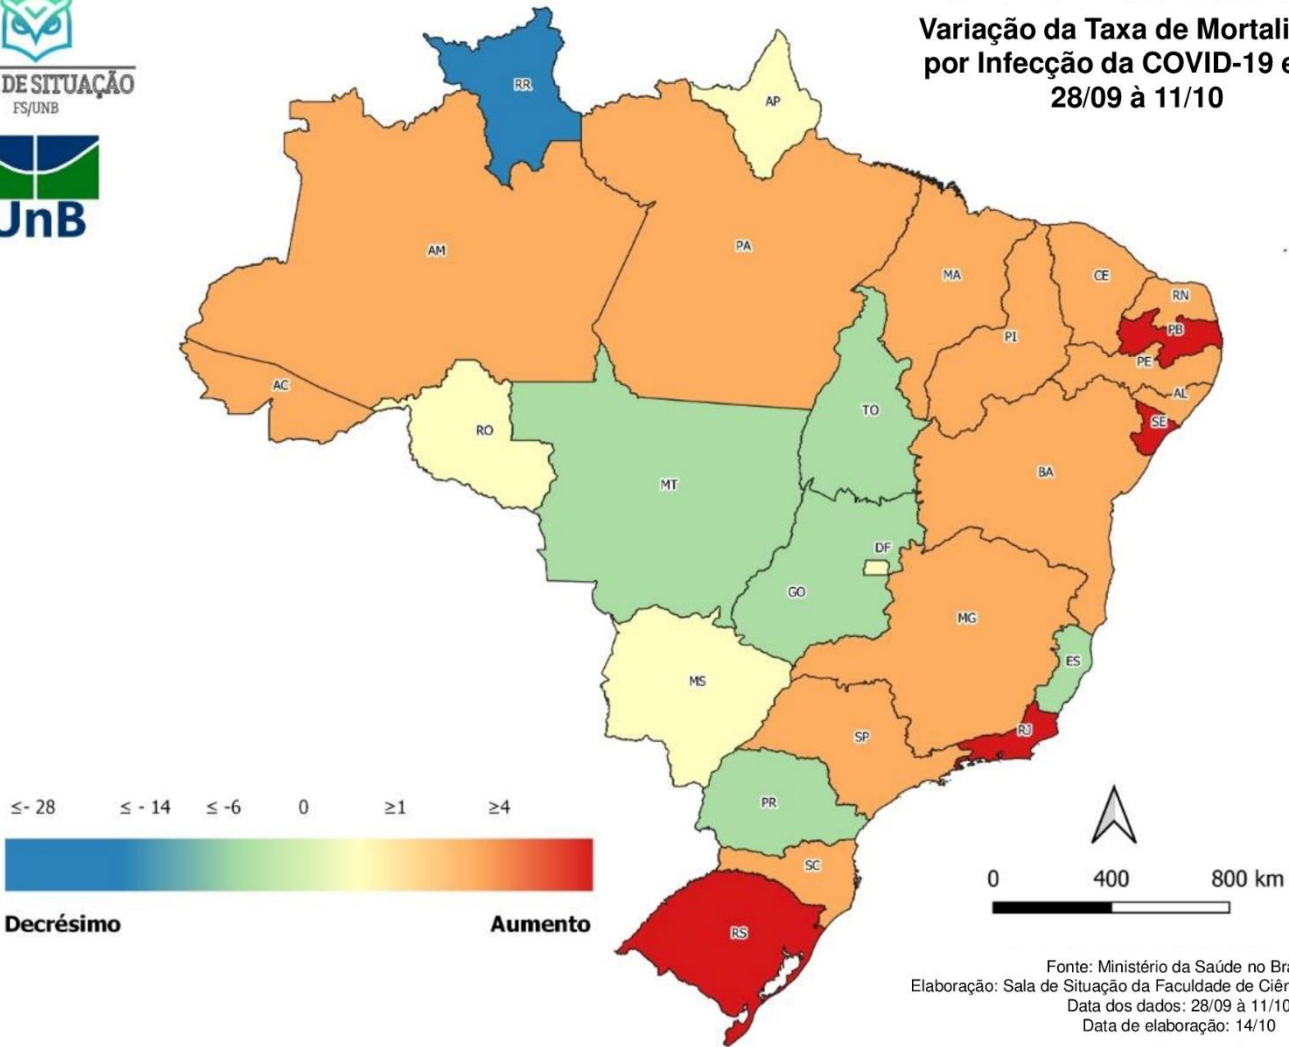 DE SITUAÇÃO
FS/UNB
UnB
Variação da Taxa de Mortali
por Infecção da COVID-19 e
28/09 à 11/10
RR
AP
AM
PA
MA
CE
RN
PB
PI
PE
AL
AC
SE
TO
RO
BA
MT
DF
GO
MG
ES
MS
RJ
SP
PR
SC
RS
≤- 28
≤ - 14
≤ -6
0
≥1
≥4
Decrésimo
Aumento
0
400
800 km
Fonte: Ministério da Saúde no Bra
Elaboração: Sala de Situação da Faculdade de Ciên
Data dos dados: 28/09 à 11/10
Data de elaboração: 14/10